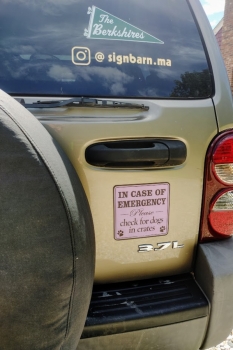 The
Berkshires
@ signbarn.ma
IN CASE OF
EMERGENCY
Please
check for dogs
in crates
3.7L